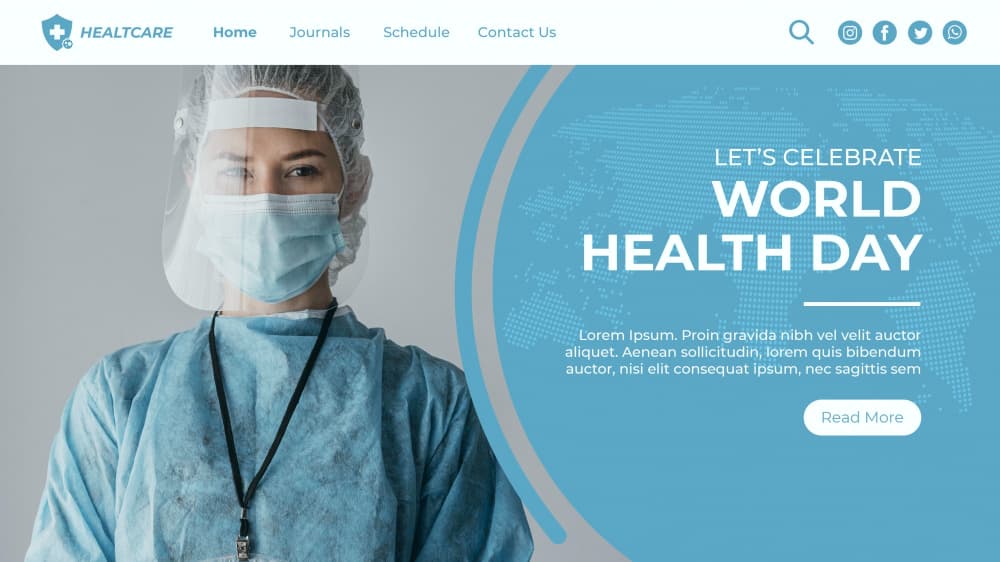 HEALTCARE
Home Journals Schedule Contact Us
LET'S CELEBRATE
WORLD
HEALTH DAY
Lorem Ipsum. Proin gravida nibh vel velit auctor
aliquet. Aenean sollicitudin, lorem quis bibendum
auctor, nisi elit consequat ipsum, nec sagittis sem
Read More